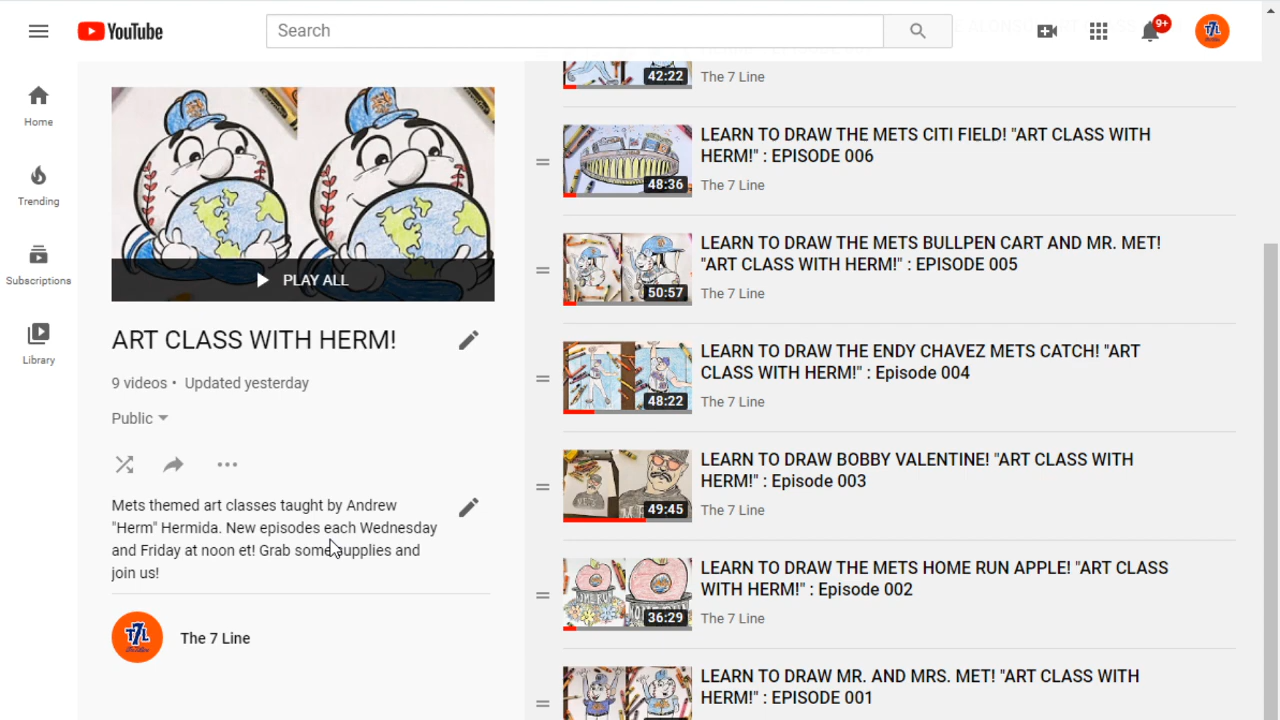 YouTube
Search
9+
Home
Trending
Subscriptions
Library
PLAY ALL
ART CLASS WITH HERM!
9 videos • Updated yesterday
Public
Mets themed art classes taught by Andrew
"Herm" Hermida. New episodes each Wednesday
and Friday at noon et! Grab some supplies and
join us!
T7L
The 7 Line
42:22
The 7 Line
48:36
LEARN TO DRAW THE METS CITI FIELD! "ART CLASS WITH
HERM!" : EPISODE 006
The 7 Line
50:57
LEARN TO DRAW THE METS BULLPEN CART AND MR. MET!
"ART CLASS WITH HERM!" : EPISODE 005
The 7 Line
48:22
LEARN TO DRAW THE ENDY CHAVEZ METS CATCH! "ART
CLASS WITH HERM!" : Episode 004
The 7 Line
49:45
LEARN TO DRAW BOBBY VALENTINE! "ART CLASS WITH
HERM!" : Episode 003
The 7 Line
36:29
LEARN TO DRAW THE METS HOME RUN APPLE! "ART CLASS
WITH HERM!" : Episode 002
The 7 Line
LEARN TO DRAW MR. AND MRS. MET! "ART CLASS
WITH HERM!" : EPISODE 001